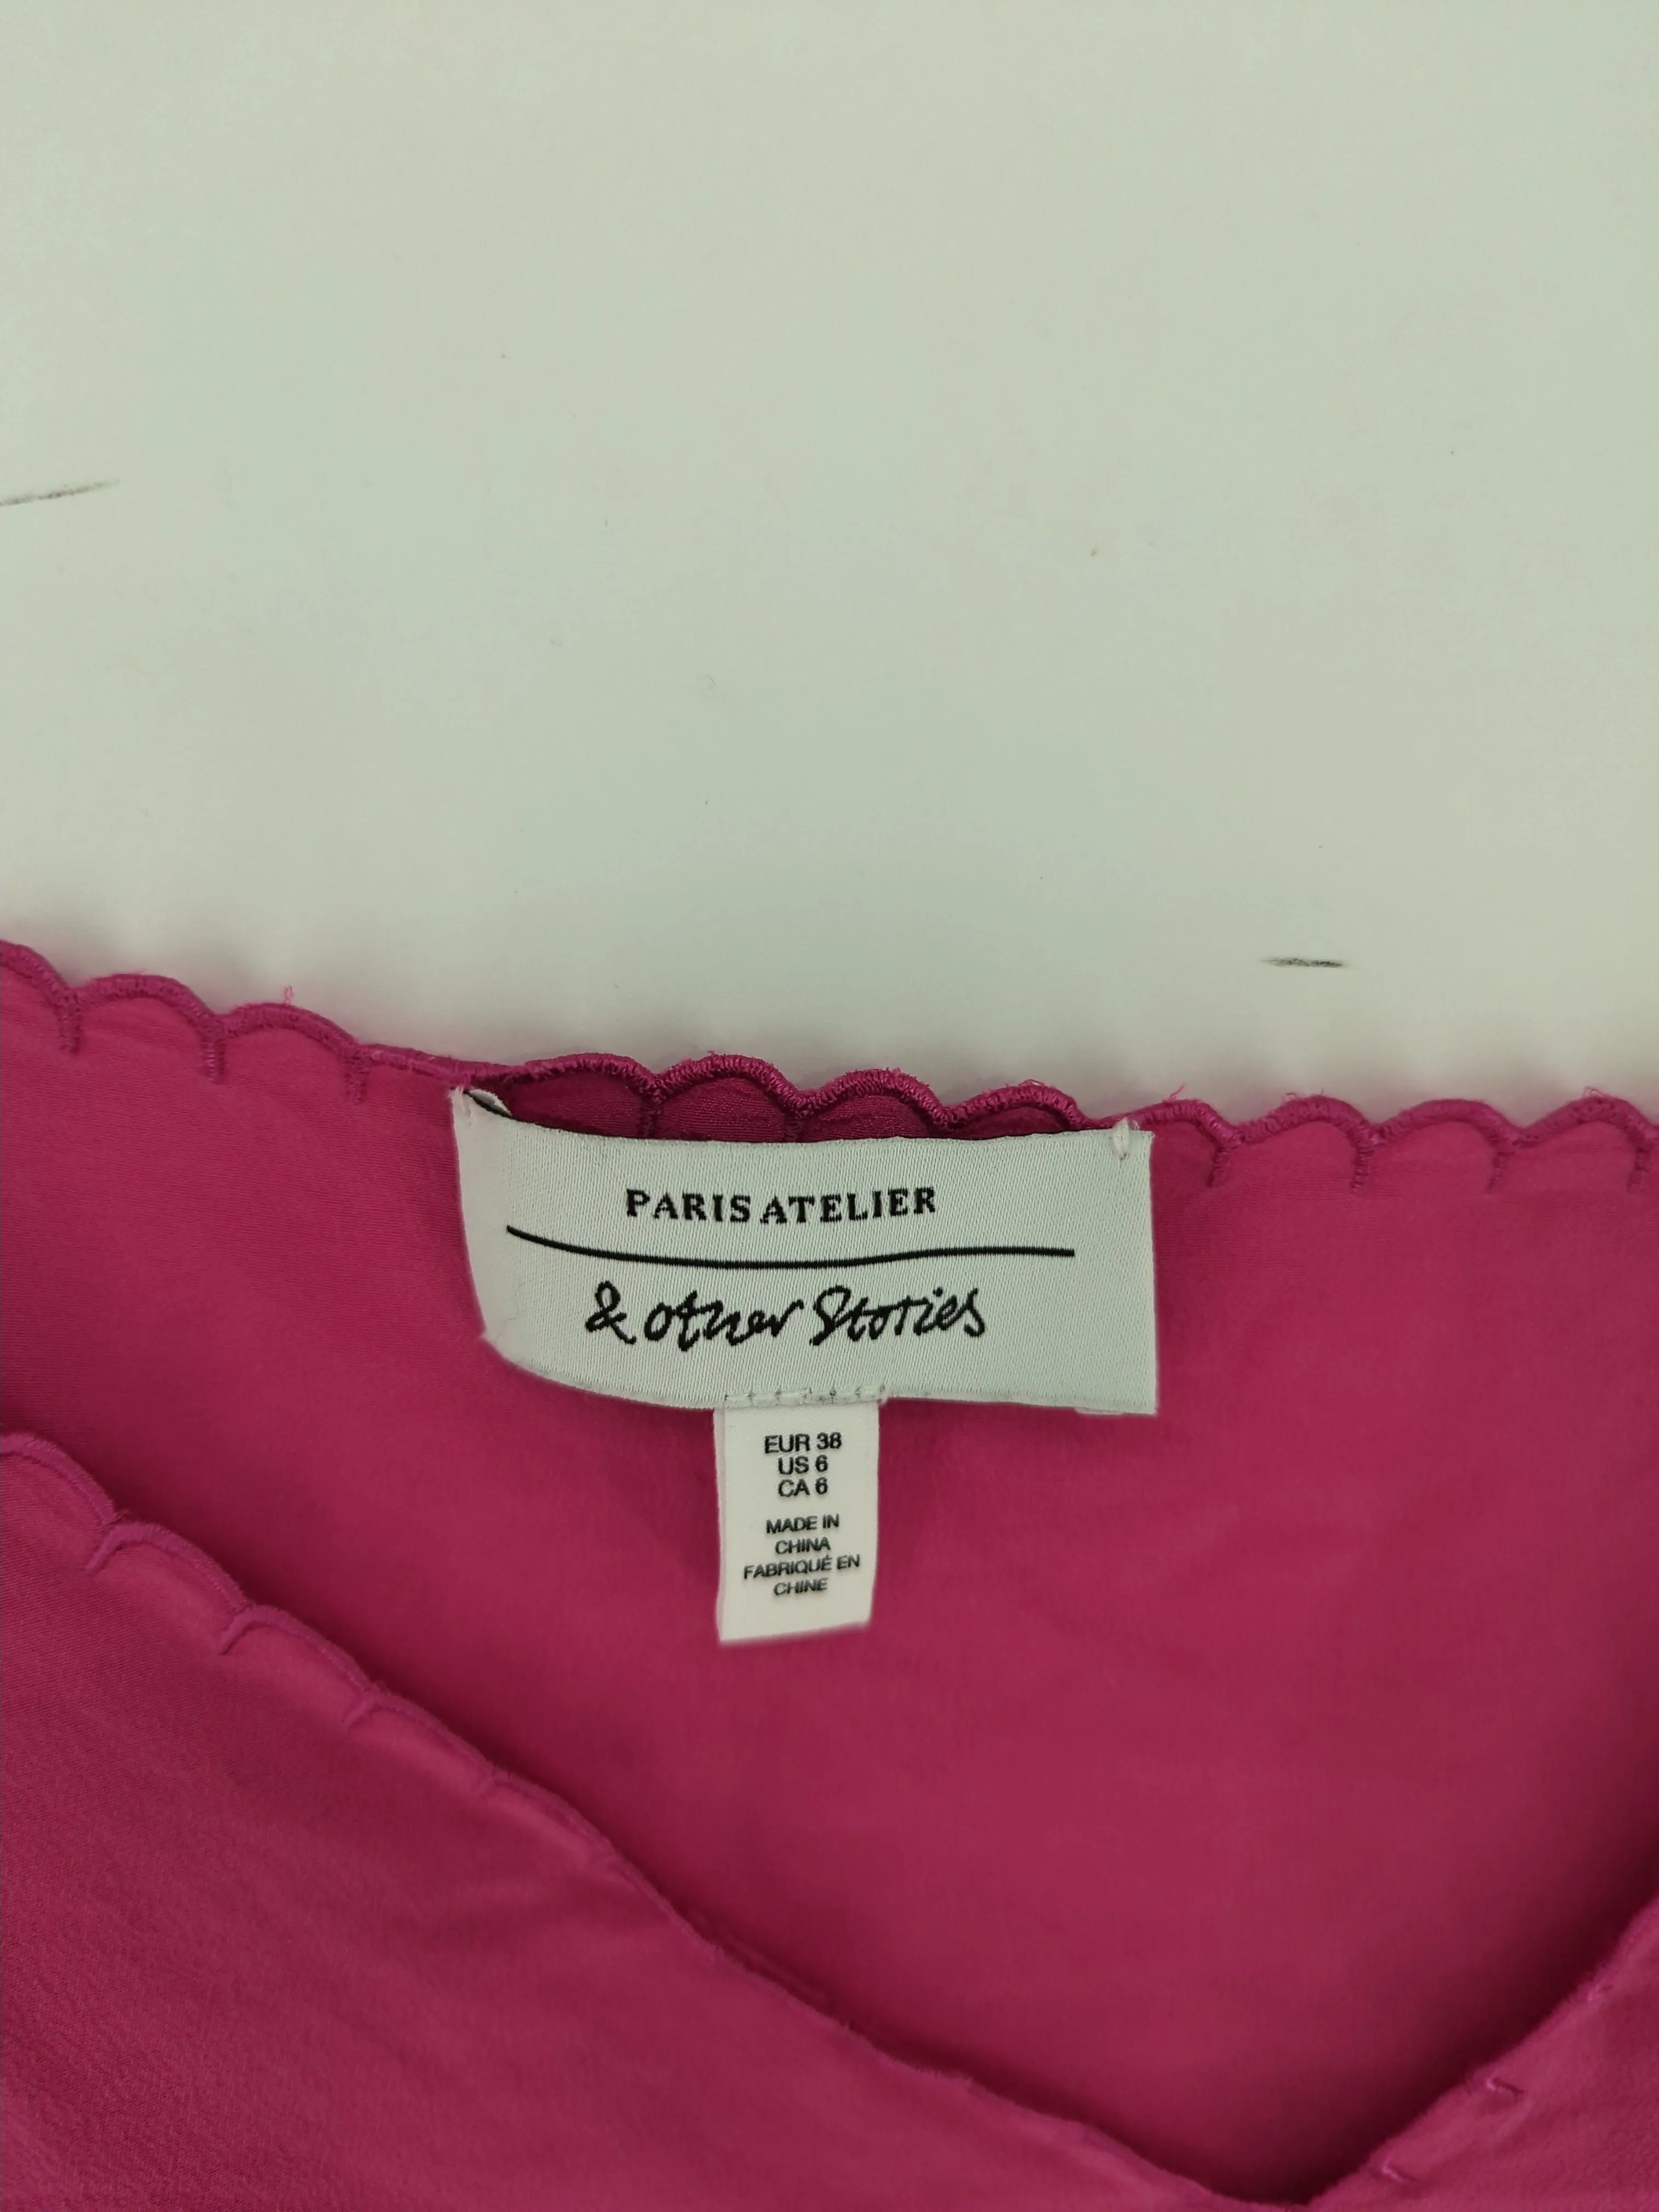 PARIS ATELIER
& other Stories
EUR 38
US 6
CA 6
MADE IN
CHINA
FABRIQUÉ EN
CHINE